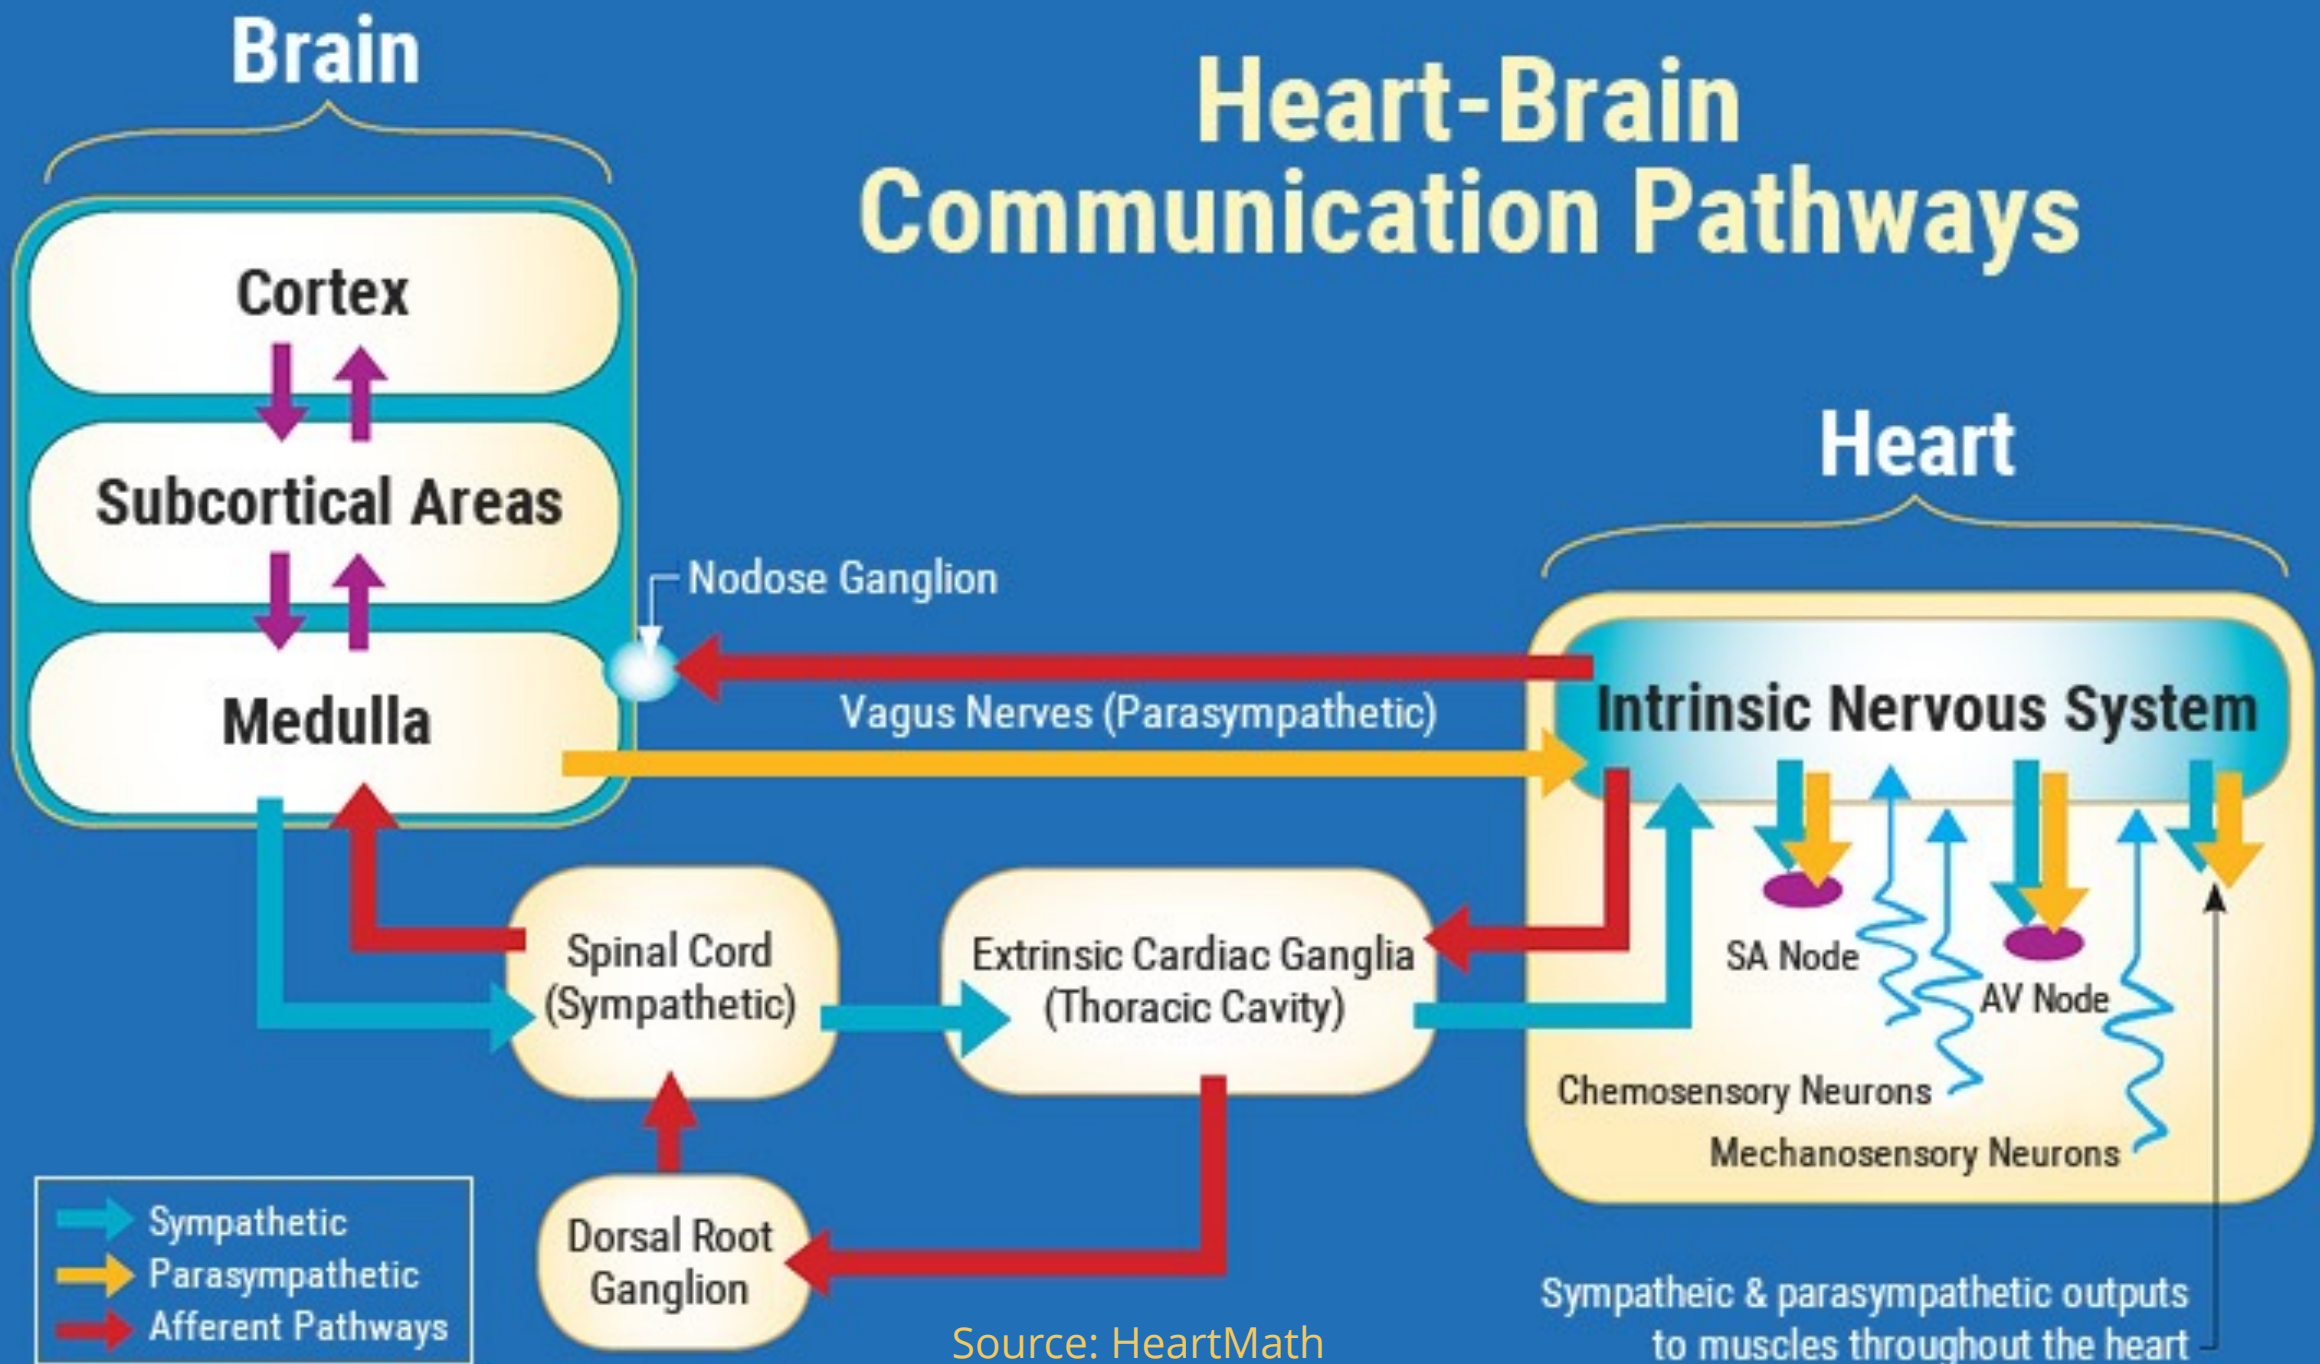 Brain
Heart-Brain
Communication Pathways
Cortex
Subcortical Areas
Medulla
Nodose Ganglion
Vagus Nerves (Parasympathetic)
Heart
Intrinsic Nervous System
SA Node
AV Node
Chemosensory Neurons
Mechanosensory Neurons
Spinal Cord
(Sympathetic)
Extrinsic Cardiac Ganglia
(Thoracic Cavity)
Dorsal Root
Ganglion
Sympathetic
Parasympathetic
Afferent Pathways
Source: HeartMath
Sympatheic & parasympathetic outputs
to muscles throughout the heart